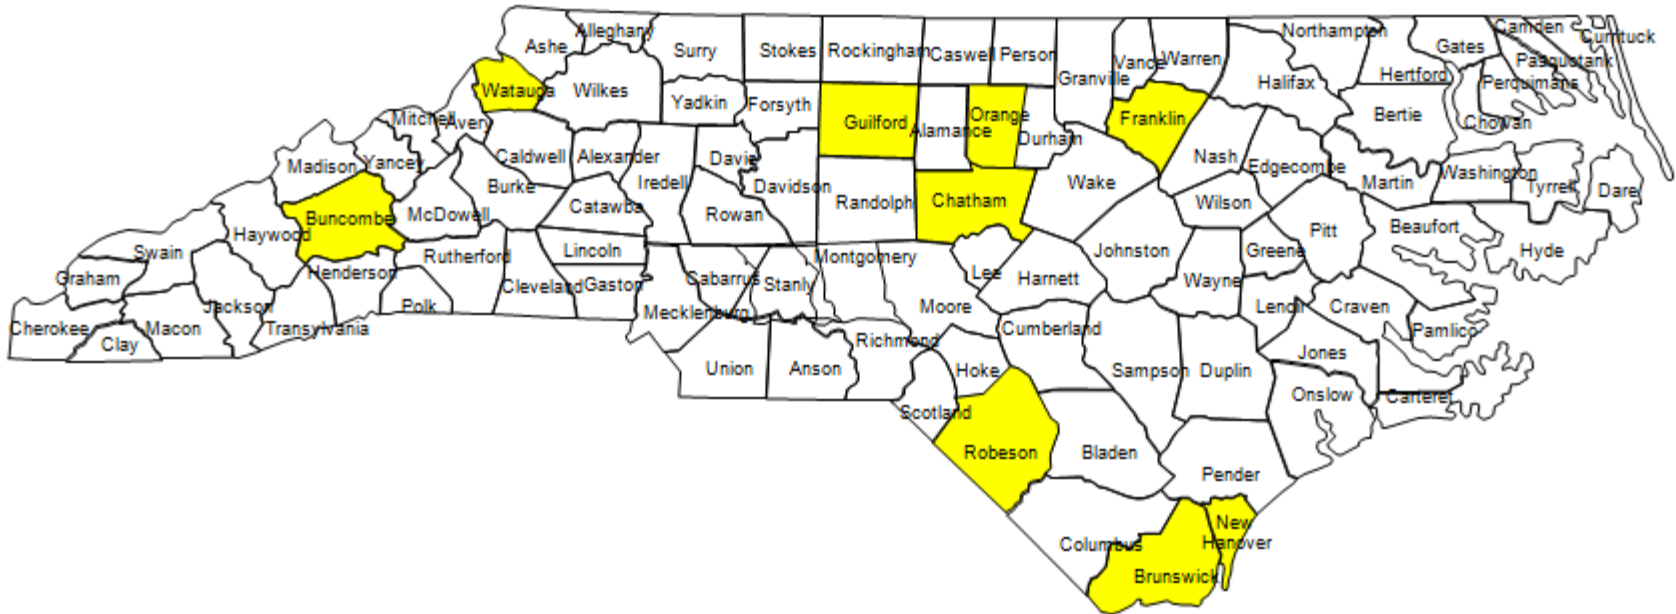 Alleghany
Northampton
Camden
Currituck
Ashe
Surry
Stokes
Rockingham
Caswell
Person
Gates
Vance
Warren
Pasquotank
Granville
Hertford
Halifax
Perquimans
Watauga
Wilkes
Yadkin
Forsyth
Bertie
Mitchell
Avery
Guilford
Alamance
Orange
Franklin
Chowan
Durham
Madison
Yancey
Caldwell
Alexander
Davie
Nash
Edgecombe
Burke
Iredell
Davidson
Wake
Martin
Washington
Tyrrell
Dare
Buncombe
McDowell
Catawba
Rowan
Randolph
Chatham
Wilson
Haywood
Pitt
Beaufort
Swain
Rutherford
Lincoln
Montgomery
Johnston
Greene
Hyde
Graham
Henderson
Cleveland
Gaston
Cabarrus
Stanly
Lee
Harnett
Wayne
Jackson
Polk
Mecklenburg
Moore
Lenoir
Craven
Cherokee
Macon
Transylvania
Richmond
Cumberland
Pamlico
Clay
Union
Anson
Hoke
Sampson
Duplin
Jones
Onslow
Carteret
Scotland
Robeson
Bladen
Pender
New
Hanover
Columbus
Brunswick